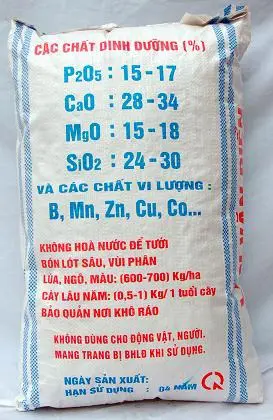 CÁC CHẤT DINH DƯỠNG (%)
P2O5 : 15 - 17
CaO : 28 - 34
MgO : 15 - 18
SiO2 : 24 - 30
VÀ CÁC CHẤT VI LƯỢNG :
B, Mn, Zn, Cu, Co...
KHÔNG HOÀ NƯỚC ĐỂ TƯỚI
BÓN LÓT SÂU, VÙI PHÂN
LÚA, NGÔ, MÀU: (600-700) Kg/ha
CÂY LÂU NĂM: (0,5-1) Kg/ 1 tuổi cây
BẢO QUẢN NƠI KHÔ RÁO
KHÔNG DÙNG CHO ĐỘNG VẬT, NGƯỜI.
MANG TRANG BỊ BHLĐ KHI SỬ DỤNG.
NGÀY SẢN XUẤT:
HẠN SỬ DỤNG : 04 NĂM